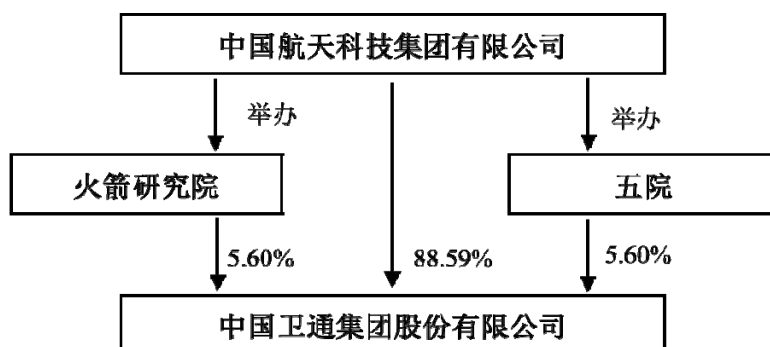 中国航天科技集团有限公司
举办
举办
火箭研究院
五院
5.60%
88.59%
5.60%
中国卫通集团股份有限公司